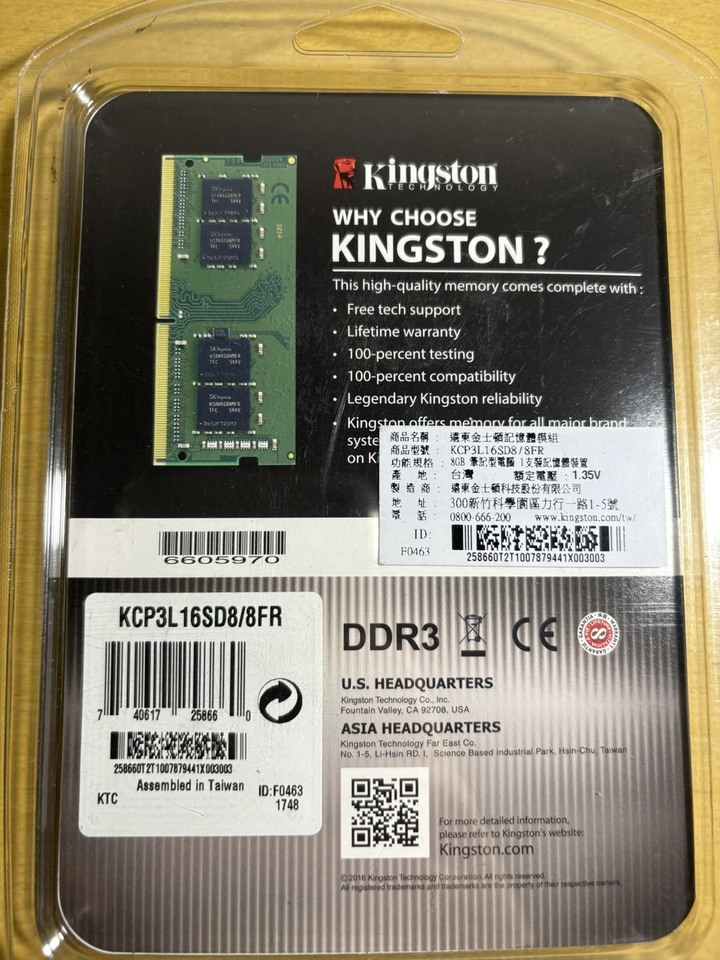 Kingston
TECHNOLOGY
WHY CHOOSE
KINGSTON ?
This high-quality memory comes complete with :
• Free tech support
• Lifetime warranty
• 100-percent testing
• 100-percent compatibility
• Legendary Kingston reliability
• Kingston offers memory for all major brand
syste
on K
商品名稱 : 遠東金士頓記憶體模組
商品型號 : KCP3L16SD8/8FR
功能規格 : 8GB 筆記型電腦 1支裝記憶體裝置
產 地 : 台灣 額定電壓 : 1.35V
製 造 商 : 遠東金士頓科技股份有限公司
地 址 : 300新竹科學園區力行一路1-5號
電 話 0800-666-200 www.kingston.com/tw/
ID:
F0463
258660T2T1007879441X003003
6605970
KCP3L16SD8/8FR
7 40617 25866 0
258660T2T1007879441X003003
Assembled in Taiwan
KTC
ID:F0463
1748
DDR3 CE
U.S. HEADQUARTERS
Kingston Technology Co., Inc.
Fountain Valley, CA 92708, USA
ASIA HEADQUARTERS
Kingston Technology Far East Co.
No. 1-5, Li-Hsin RD. I, Science Based Industrial Park, Hsin-Chu, Taiwan
For more detailed information,
please refer to Kingston's website:
Kingston.com
©2016 Kingston Technology Corporation. All rights reserved.
All registered trademarks and trademarks are the property of their respective owners.